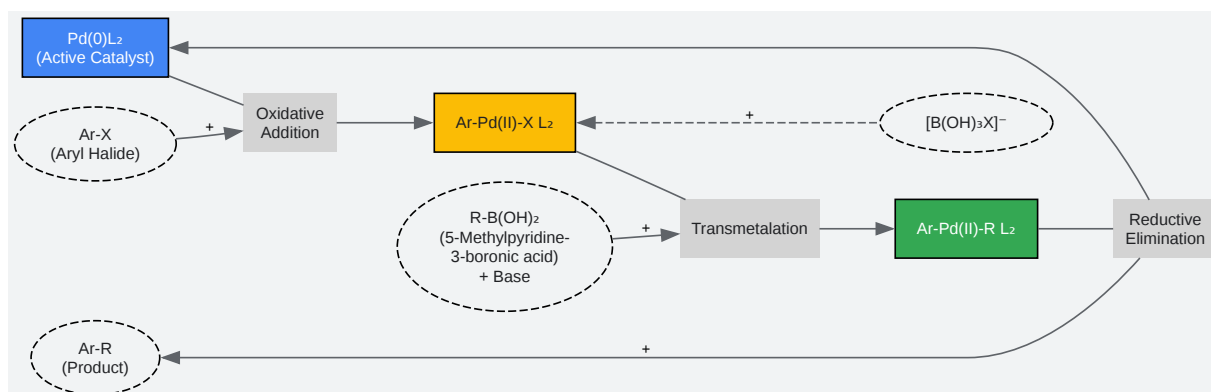 Pd(0)L₂
(Active Catalyst)
Ar-X
(Aryl Halide)
+
Oxidative
Addition
Ar-Pd(II)-X L₂
+
[B(OH)₃X]⁻
R-B(OH)₂
(5-Methylpyridine-
3-boronic acid)
+ Base
+
Transmetalation
Ar-Pd(II)-R L₂
Reductive
Elimination
Ar-R
(Product)
+